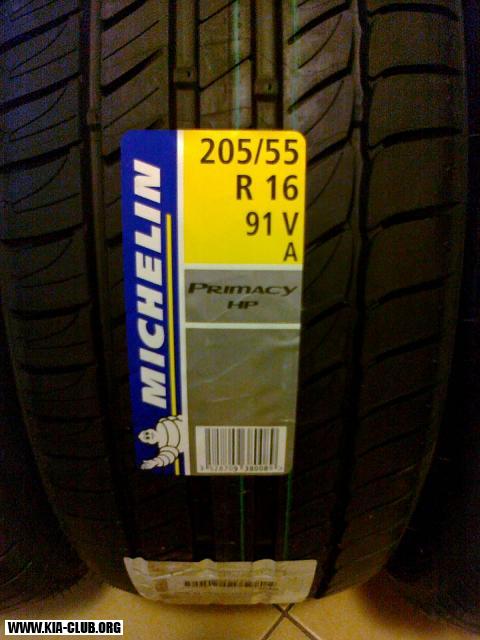 MICHELIN
205/55
R 16
91 V
A
PRIMACY
HP
WWW.KIA-CLUB.ORG